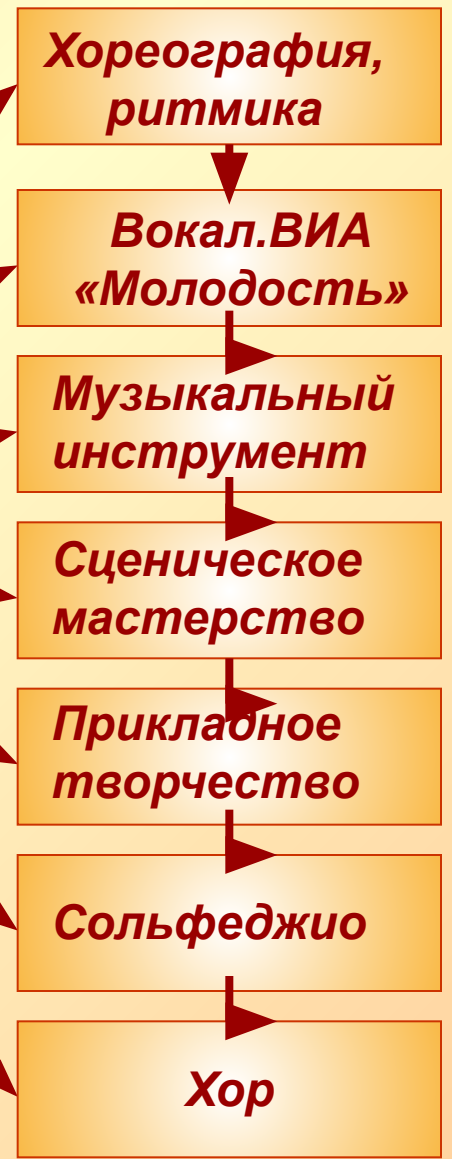 Хореография,
ритмика
Вокал.ВИА
«Молодость»
Музыкальный
инструмент
Сценическое
мастерство
Прикладное
творчество
Сольфеджио
Хор